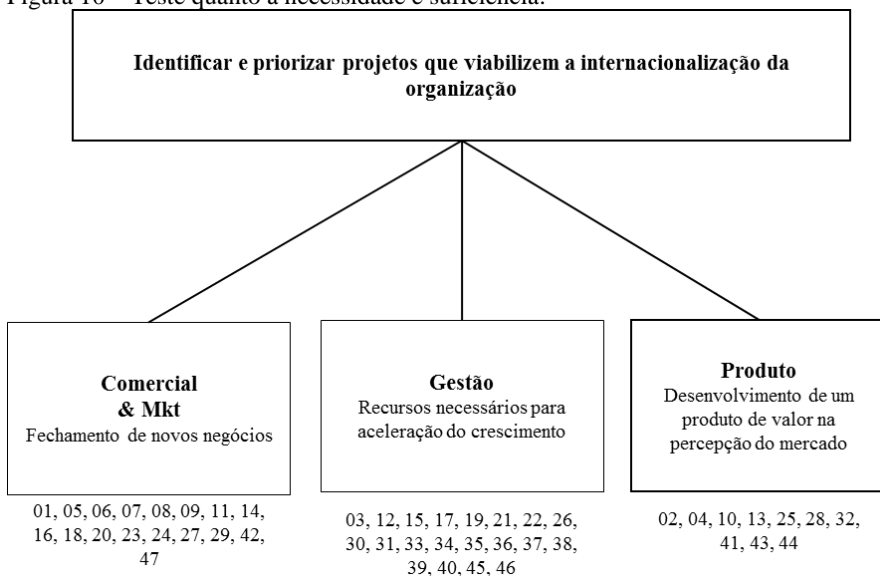 Figura 16 – Teste quanto à necessidade e suficiência.
Identificar e priorizar projetos que viabilizem a internacionalização da
organização
Comercial
& Mkt
Fechamento de novos negócios
01, 05, 06, 07, 08, 09, 11, 14,
16, 18, 20, 23, 24, 27, 29, 42,
47
Gestão
Recursos necessários para
aceleração do crescimento
03, 12, 15, 17, 19, 21, 22, 26,
30, 31, 33, 34, 35, 36, 37, 38,
39, 40, 45, 46
Produto
Desenvolvimento de um
produto de valor na
percepção do mercado
02, 04, 10, 13, 25, 28, 32,
41, 43, 44